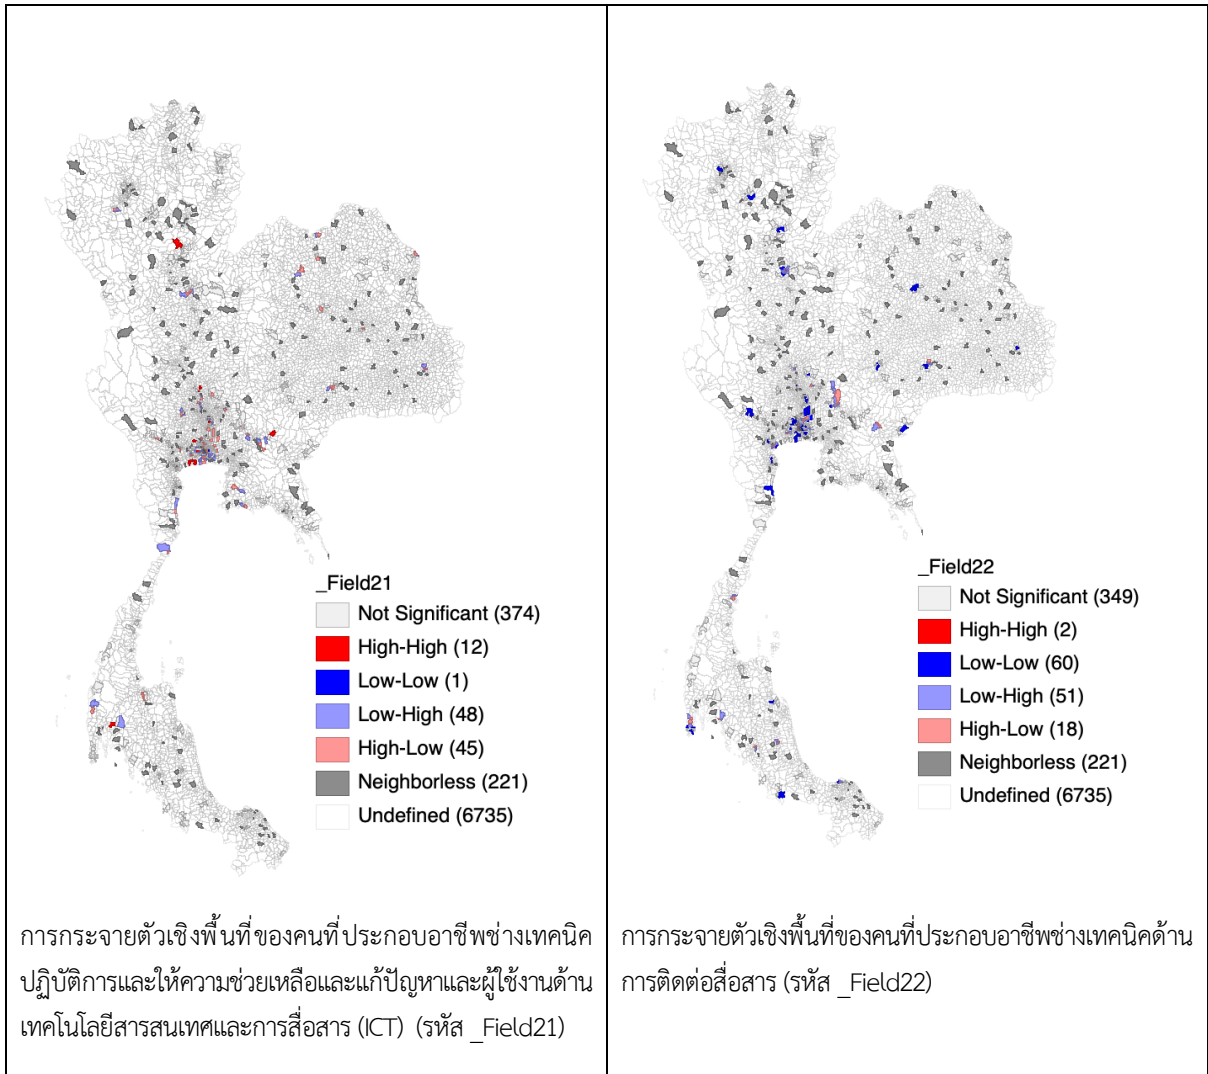 _Field21
Not Significant (374)
High-High (12)
Low-Low (1)
Low-High (48)
High-Low (45)
Neighborless (221)
Undefined (6735)
การกระจายตัวเชิงพื้นที่ของคนที่ประกอบอาชีพช่างเทคนิค
ปฏิบัติการและให้ความช่วยเหลือและแก้ปัญหาและผู้ใช้งานด้าน
เทคโนโลยีสารสนเทศและการสื่อสาร (ICT) (รหัส _Field21)
_Field22
Not Significant (349)
High-High (2)
Low-Low (60)
Low-High (51)
High-Low (18)
Neighborless (221)
Undefined (6735)
การกระจายตัวเชิงพื้นที่ของคนที่ประกอบอาชีพช่างเทคนิคด้าน
การติดต่อสื่อสาร (รหัส _Field22)